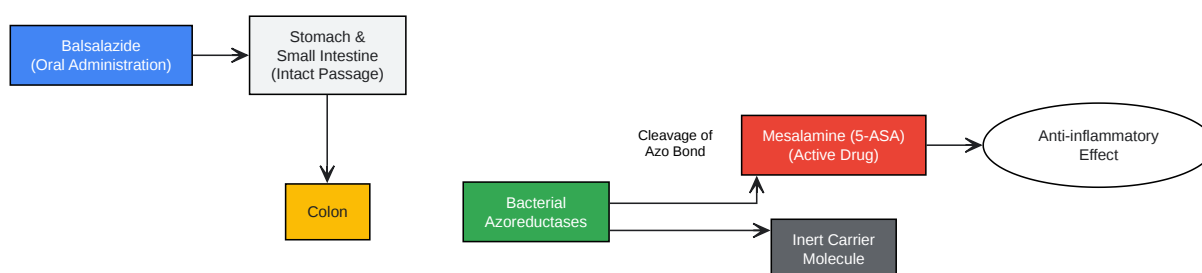 Balsalazide
(Oral Administration)
Stomach &
Small Intestine
(Intact Passage)
Colon
Bacterial
Azoreductases
Cleavage of
Azo Bond
Mesalamine (5-ASA)
(Active Drug)
Inert Carrier
Molecule
Anti-inflammatory
Effect